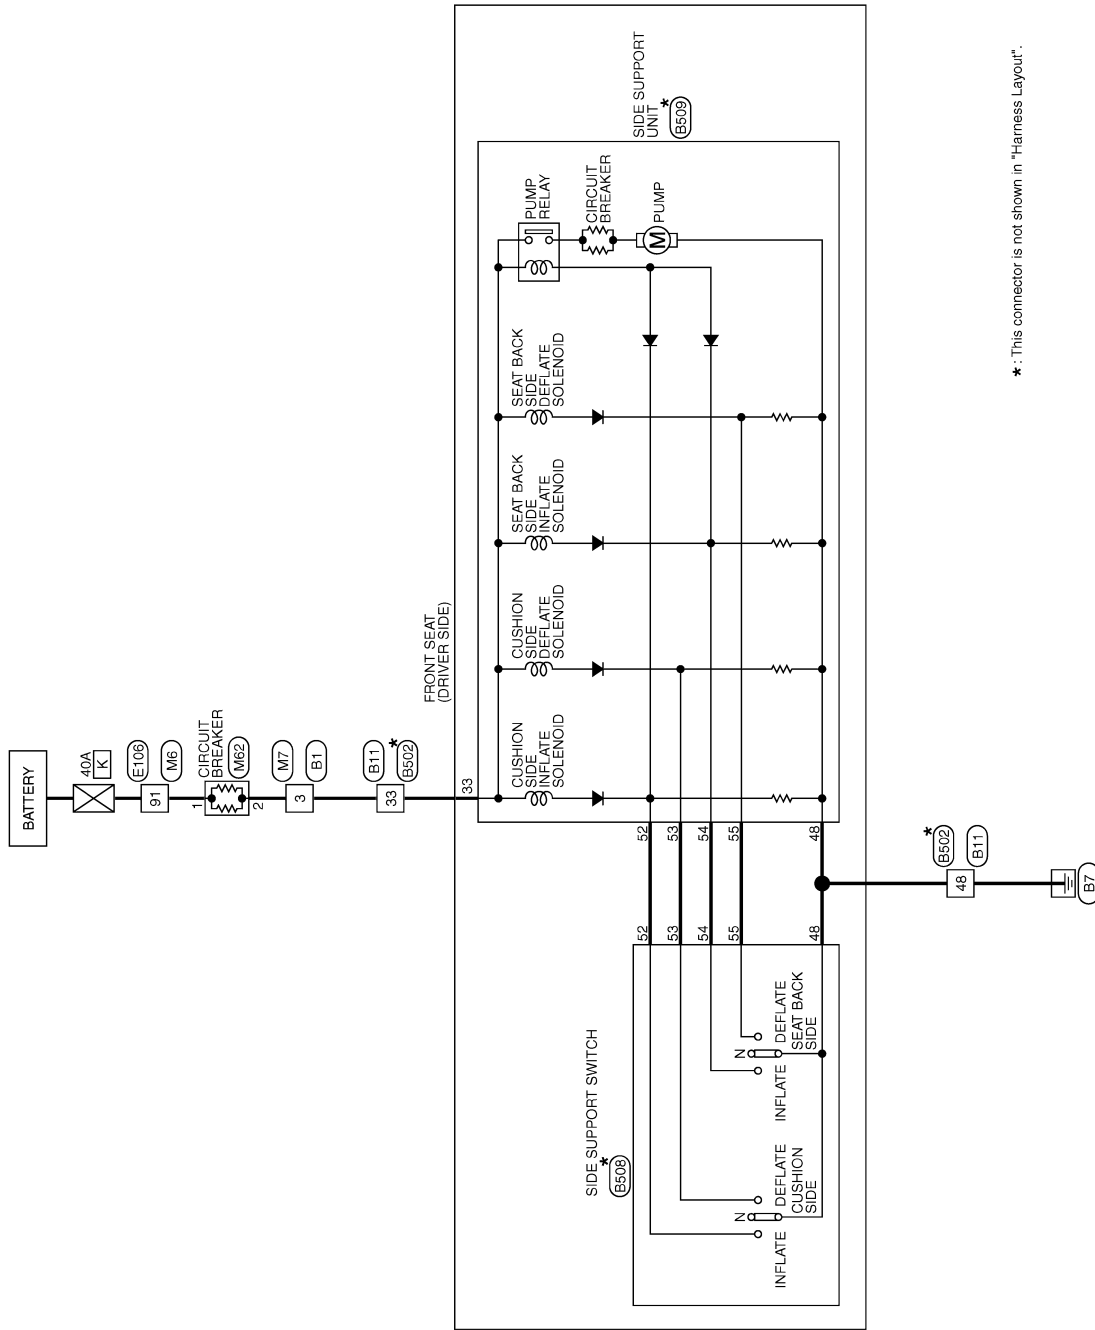 BATTERY
40A
K
E106
91
M6
CIRCUIT
BREAKER
1
M62
2
M7
3
B1
B11
33
*
B502
FRONT SEAT
(DRIVER SIDE)
33
SIDE SUPPORT
UNIT
*
B509
CUSHION
SIDE
INFLATE
SOLENOID
CUSHION
SIDE
DEFLATE
SOLENOID
SEAT BACK
SIDE
INFLATE
SOLENOID
SEAT BACK
SIDE
DEFLATE
SOLENOID
PUMP
RELAY
CIRCUIT
BREAKER
M
PUMP
52
53
54
55
48
52
53
54
55
48
SIDE SUPPORT SWITCH
*
B508
INFLATE
N
DEFLATE
CUSHION
SIDE
INFLATE
N
DEFLATE
SEAT BACK
SIDE
*
B502
48
B11
B7
* : This connector is not shown in "Harness Layout".